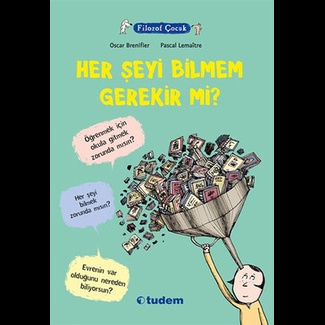 Filozof Çocuk
Oscar Brenifier Pascal Lemaître
HER ŞEYİ BİLMEM
GEREKİR Mİ?
Öğrenmek için
okula gitmek
zorunda mısın?
Her şeyi
bilmek
zorunda mısın?
Evrenin var
olduğunu nereden
biliyorsun?
tudem